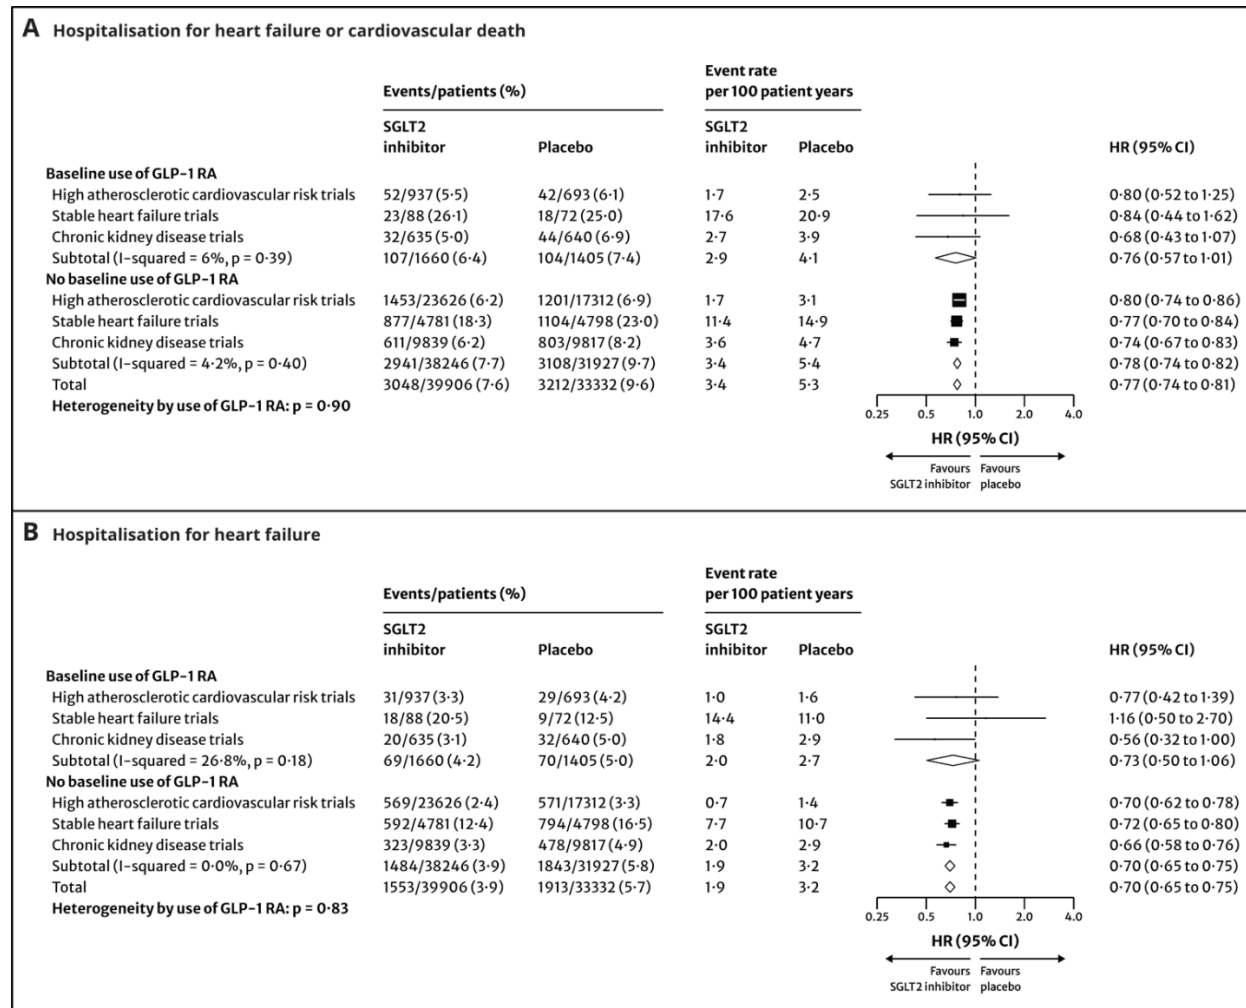 A Hospitalisation for heart failure or cardiovascular death
Events/patients (%) Event rate per 100 patient years
SGLT2 inhibitor Placebo SGLT2 inhibitor Placebo HR (95% CI)
Baseline use of GLP-1 RA
High atherosclerotic cardiovascular risk trials 52/937 (5·5) 42/693 (6·1) 1·7 2·5 0·80 (0·52 to 1·25)
Stable heart failure trials 23/88 (26·1) 18/72 (25·0) 17·6 20·9 0·84 (0·44 to 1·62)
Chronic kidney disease trials 32/635 (5·0) 44/640 (6·9) 2·7 3·9 0·68 (0·43 to 1·07)
Subtotal (I-squared = 6%, p = 0·39) 107/1660 (6·4) 104/1405 (7·4) 2·9 4·1 0·76 (0·57 to 1·01)
No baseline use of GLP-1 RA
High atherosclerotic cardiovascular risk trials 1453/23626 (6·2) 1201/17312 (6·9) 1·7 3·1 0·80 (0·74 to 0·86)
Stable heart failure trials 877/4781 (18·3) 1104/4798 (23·0) 11·4 14·9 0·77 (0·70 to 0·84)
Chronic kidney disease trials 611/9839 (6·2) 803/9817 (8·2) 3·6 4·7 0·74 (0·67 to 0·83)
Subtotal (I-squared = 4.2%, p = 0·40) 2941/38246 (7·7) 3108/31927 (9·7) 3·4 5·4 0·78 (0·74 to 0·82)
Total 3048/39906 (7·6) 3212/33332 (9·6) 3·4 5·3 0·77 (0·74 to 0·81)
Heterogeneity by use of GLP-1 RA: p = 0·90
0.25 0.5 1.0 2.0 4.0
HR (95% CI)
Favours SGLT2 inhibitor Favours placebo
B Hospitalisation for heart failure
Events/patients (%) Event rate per 100 patient years
SGLT2 inhibitor Placebo SGLT2 inhibitor Placebo HR (95% CI)
Baseline use of GLP-1 RA
High atherosclerotic cardiovascular risk trials 31/937 (3·3) 29/693 (4·2) 1·0 1·6 0·77 (0·42 to 1·39)
Stable heart failure trials 18/88 (20·5) 9/72 (12·5) 14·4 11·0 1·16 (0·50 to 2·70)
Chronic kidney disease trials 20/635 (3·1) 32/640 (5·0) 1·8 2·9 0·56 (0·32 to 1·00)
Subtotal (I-squared = 26·8%, p = 0·18) 69/1660 (4·2) 70/1405 (5·0) 2·0 2·7 0·73 (0·50 to 1·06)
No baseline use of GLP-1 RA
High atherosclerotic cardiovascular risk trials 569/23626 (2·4) 571/17312 (3·3) 0·7 1·4 0·70 (0·62 to 0·78)
Stable heart failure trials 592/4781 (12·4) 794/4798 (16·5) 7·7 10·7 0·72 (0·65 to 0·80)
Chronic kidney disease trials 323/9839 (3·3) 478/9817 (4·9) 2·0 2·9 0·66 (0·58 to 0·76)
Subtotal (I-squared = 0·0%, p = 0·67) 1484/38246 (3·9) 1843/31927 (5·8) 1·9 3·2 0·70 (0·65 to 0·75)
Total 1553/39906 (3·9) 1913/33332 (5·7) 1·9 3·2 0·70 (0·65 to 0·75)
Heterogeneity by use of GLP-1 RA: p = 0·83
0.25 0.5 1.0 2.0 4.0
HR (95% CI)
Favours SGLT2 inhibitor Favours placebo